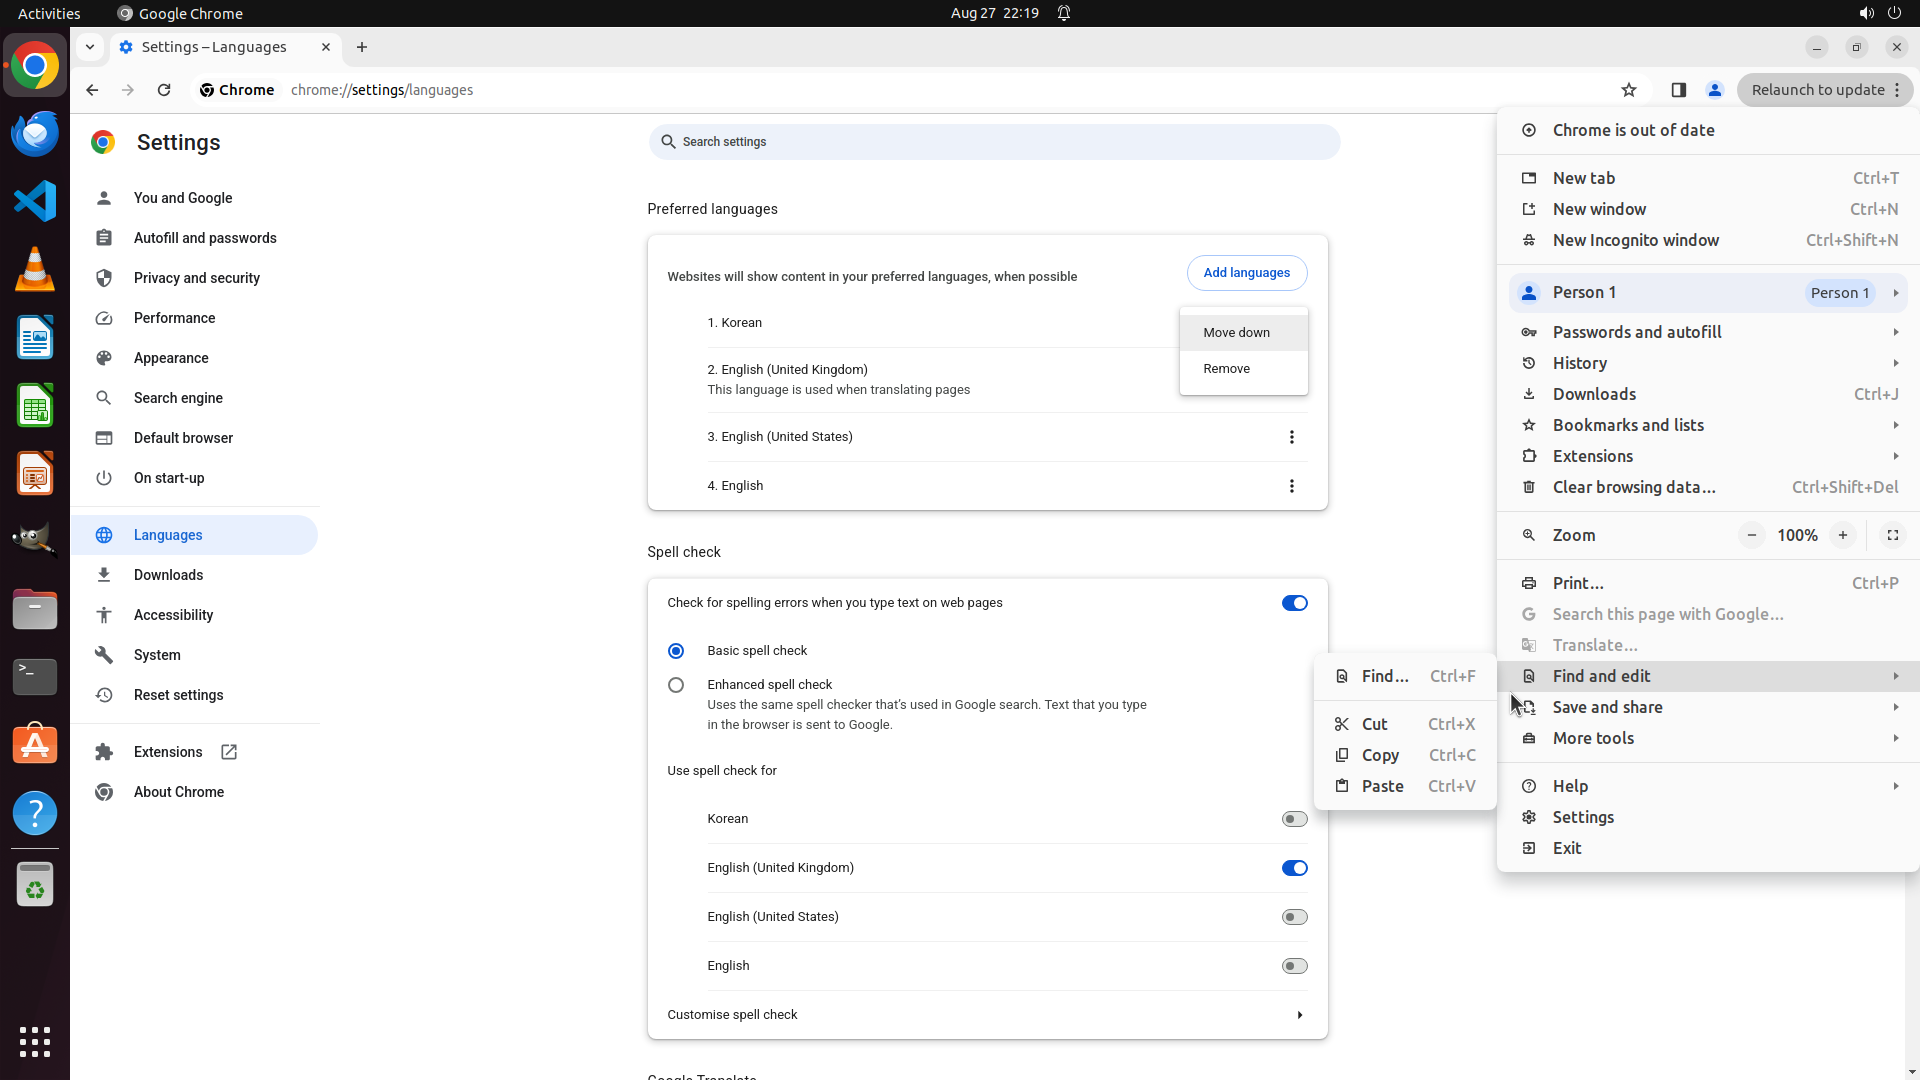 Activities
Google Chrome
Aug 27 22:19
Settings – Languages
Chrome
chrome://settings/languages
Relaunch to update
Settings
Search settings
You and Google
Autofill and passwords
Privacy and security
Performance
Appearance
Search engine
Default browser
On start-up
Languages
Downloads
Accessibility
System
Reset settings
Extensions
About Chrome
Preferred languages
Websites will show content in your preferred languages, when possible
Add languages
1. Korean
2. English (United Kingdom)
This language is used when translating pages
3. English (United States)
4. English
Move down
Remove
Spell check
Check for spelling errors when you type text on web pages
Basic spell check
Enhanced spell check
Uses the same spell checker that's used in Google search. Text that you type
in the browser is sent to Google.
Use spell check for
Korean
English (United Kingdom)
English (United States)
English
Customise spell check
Google Translate
Chrome is out of date
New tab Ctrl+T
New window Ctrl+N
New Incognito window Ctrl+Shift+N
Person 1 Person 1
Passwords and autofill
History
Downloads Ctrl+J
Bookmarks and lists
Extensions
Clear browsing data... Ctrl+Shift+Del
Zoom 100%
Print... Ctrl+P
Search this page with Google...
Translate...
Find and edit
Save and share
More tools
Help
Settings
Exit
Find... Ctrl+F
Cut Ctrl+X
Copy Ctrl+C
Paste Ctrl+V